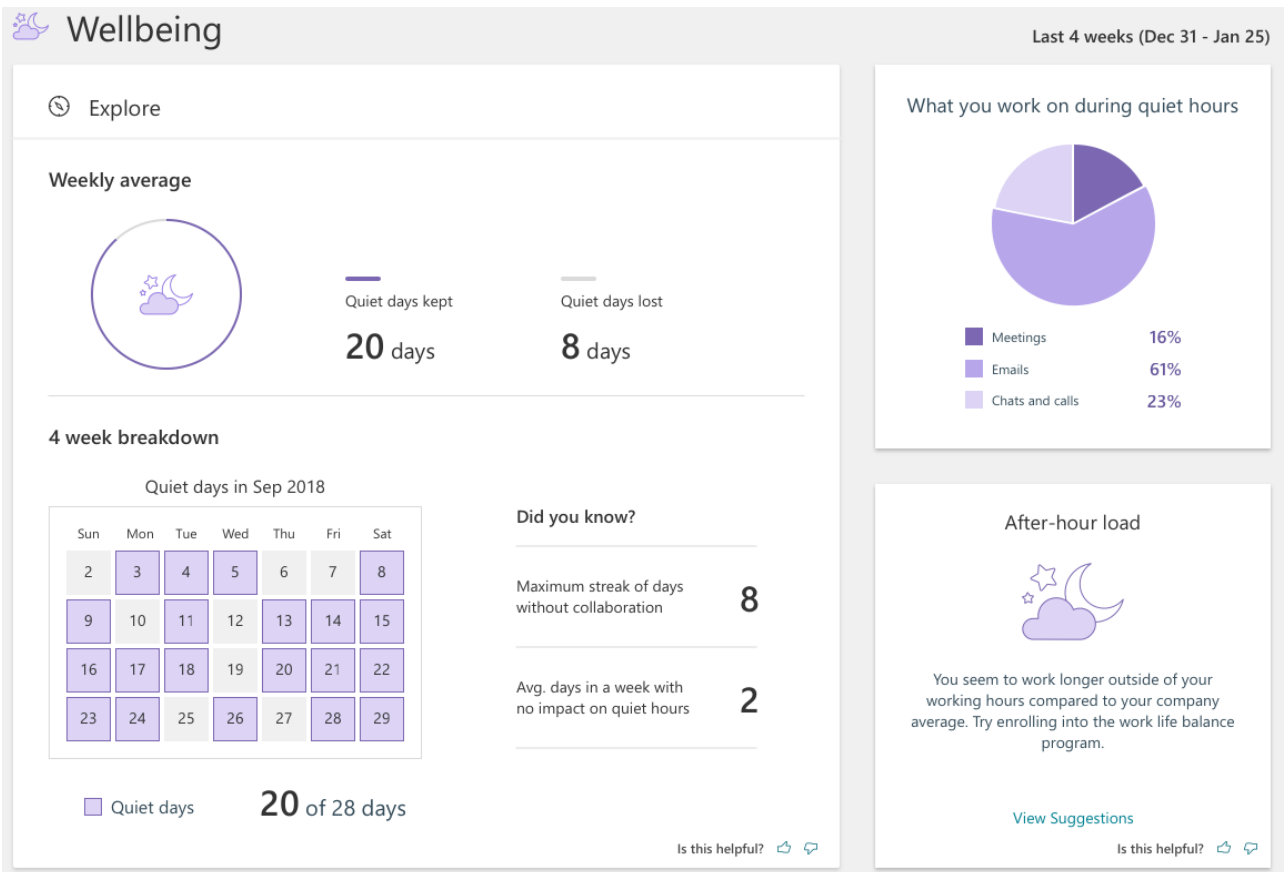 Wellbeing
Last 4 weeks (Dec 31 - Jan 25)
Explore
Weekly average
Quiet days kept
20 days
Quiet days lost
8 days
4 week breakdown
Quiet days in Sep 2018
Sun Mon Tue Wed Thu Fri Sat
2 3 4 5 6 7 8
9 10 11 12 13 14 15
16 17 18 19 20 21 22
23 24 25 26 27 28 29
Quiet days 20 of 28 days
Did you know?
Maximum streak of days
without collaboration
8
Avg. days in a week with
no impact on quiet hours
2
Is this helpful?
What you work on during quiet hours
Meetings 16%
Emails 61%
Chats and calls 23%
After-hour load
You seem to work longer outside of your
working hours compared to your company
average. Try enrolling into the work life balance
program.
View Suggestions
Is this helpful?